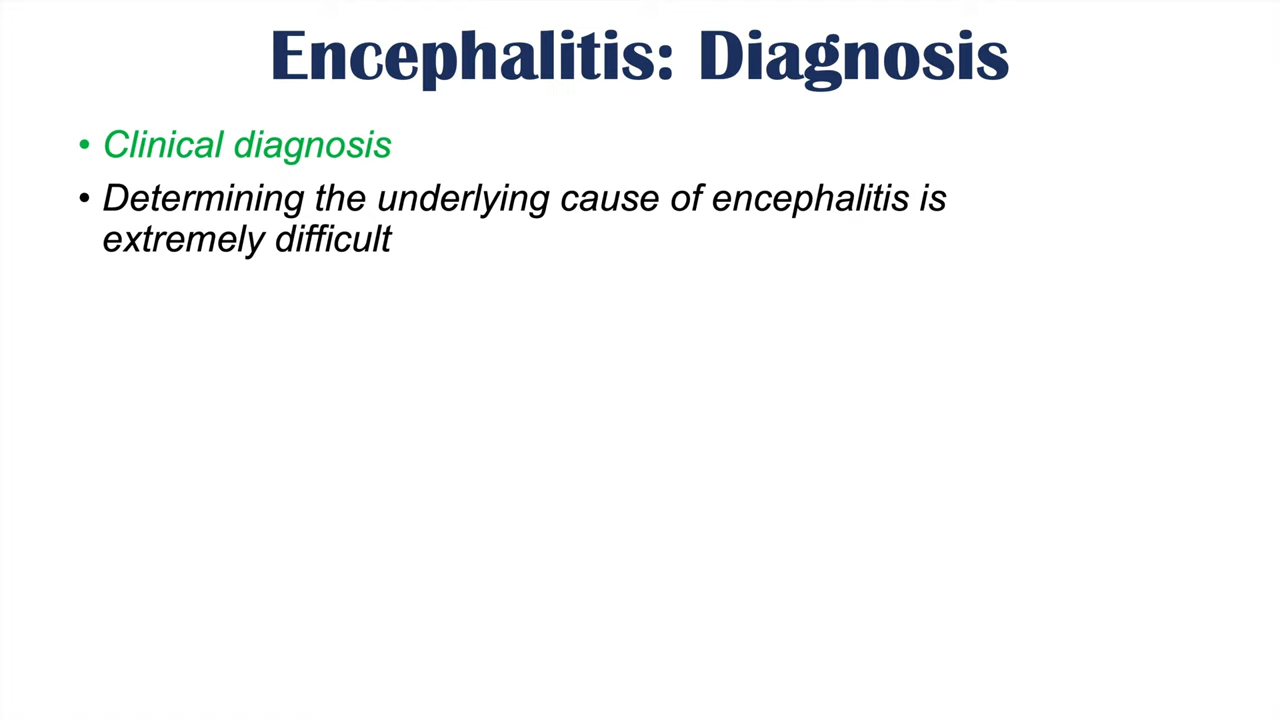 Encephalitis: Diagnosis
• Clinical diagnosis
• Determining the underlying cause of encephalitis is
extremely difficult